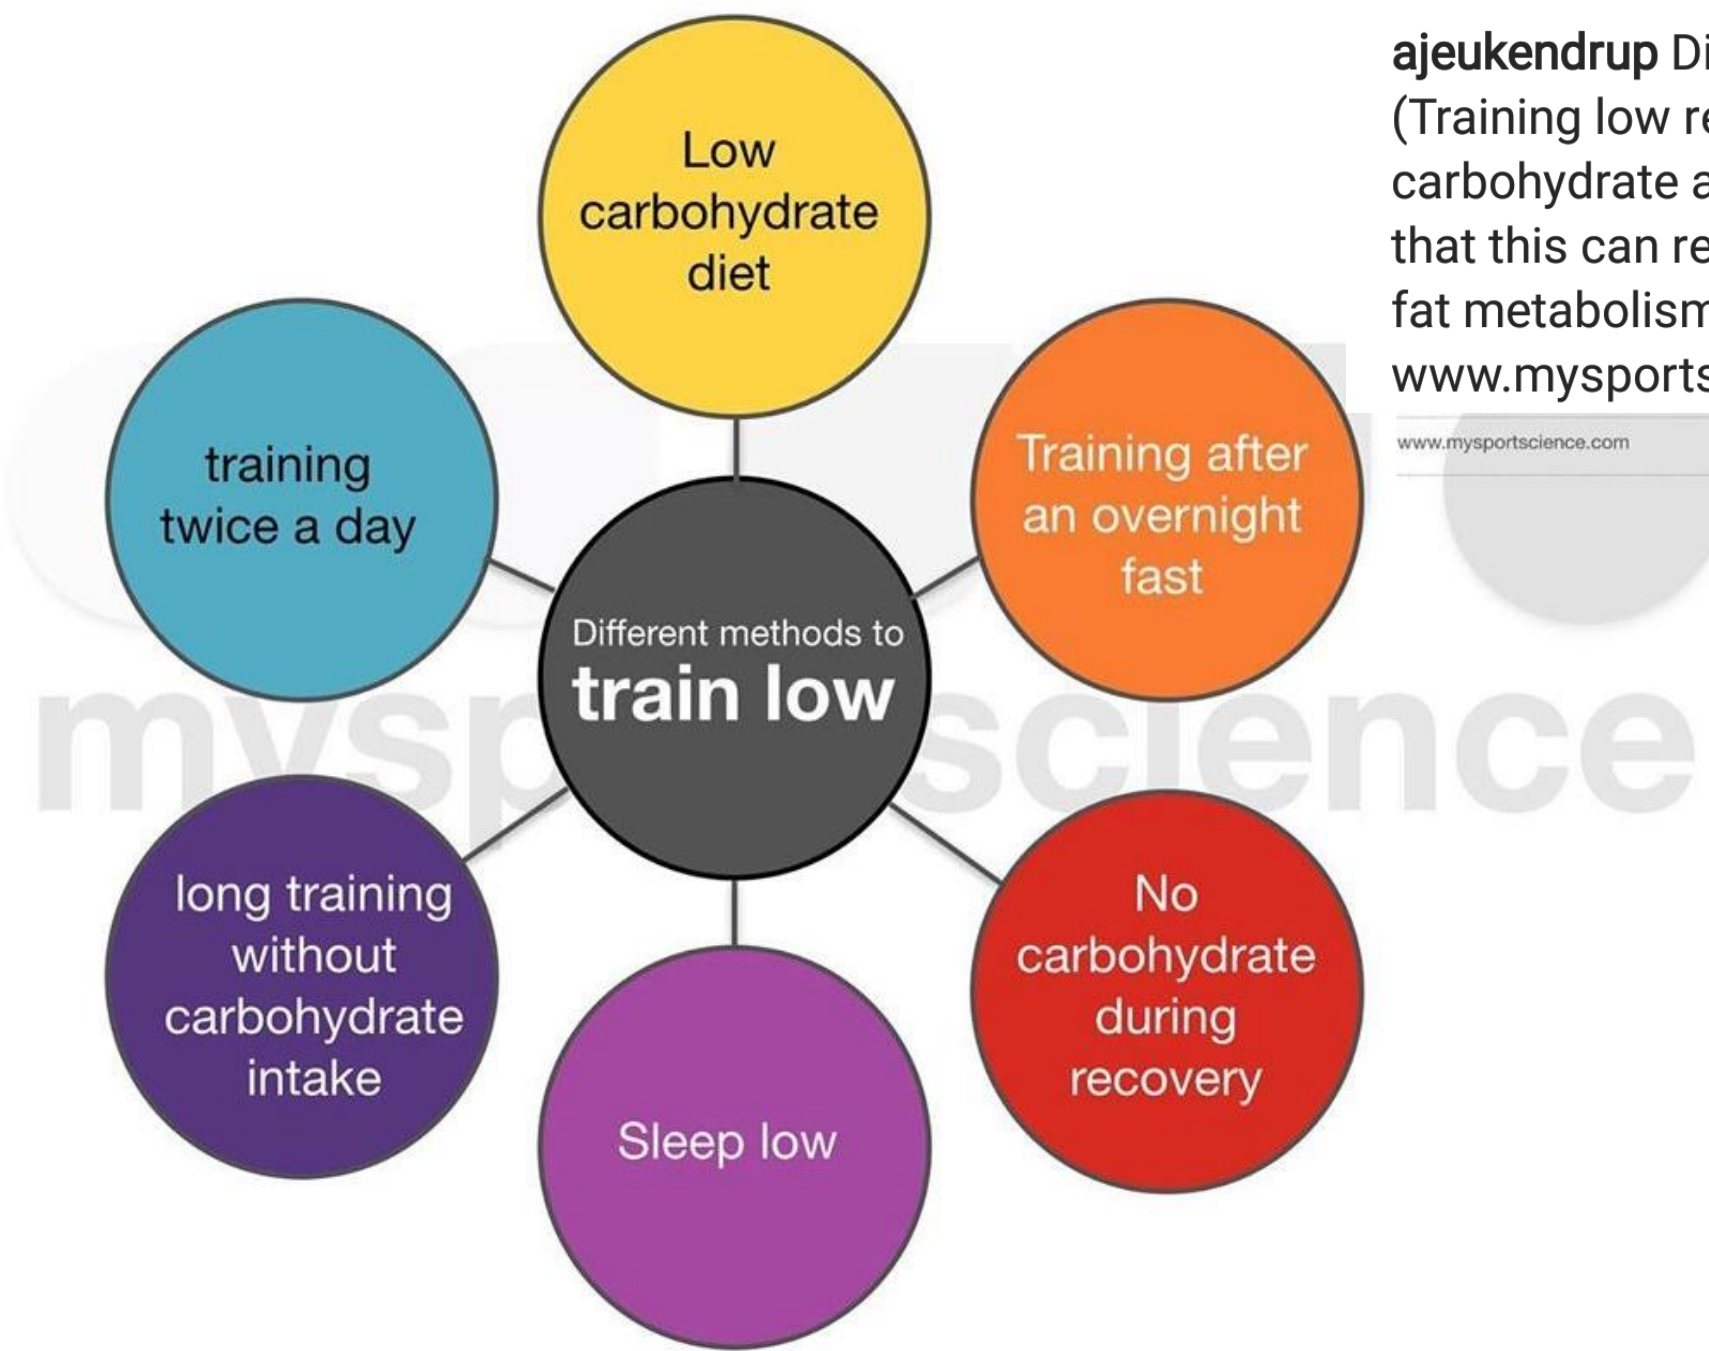 Low
carbohydrate
diet
Training after
an overnight
fast
No
carbohydrate
during
recovery
Sleep low
long training
without
carbohydrate
intake
training
twice a day
Different methods to
train low
ajeukendrup
(Training low
carbohydrate
that this can
fat metabolism
www.mysports
www.mysportscience.com
mysp science